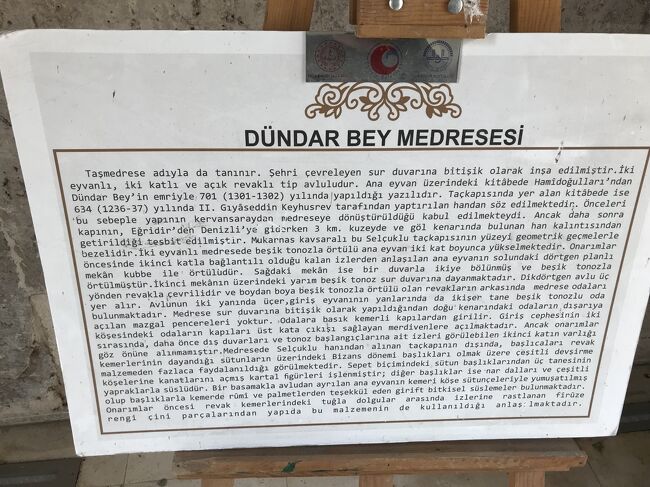 DÜNDAR BEY MEDRESESİ
Taşmedrese adıyla da tanınır. Şehri çevreleyen sur duvarına bitişik olarak inşa edilmiştir.İki
eyvanlı, iki katlı ve açık revaklı tip avluludur. Ana eyvan üzerindeki kitâbede Hamîdoğulları'ndan
Dündar Bey'in emriyle 701 (1301-1302) yılında yapıldığı yazılıdır. Taçkapısında yer alan kitâbede ise
634 (1236-37) yılında II. Gıyâseddin Keyhusrev tarafından yaptırılan handan söz edilmektedir. Önceleri
bu sebeple yapının kervansaraydan medreseye dönüştürüldüğü kabul edilmekteydi. Ancak daha sonra
kapının, Eğridir'den Denizli'ye giderken 3 km. kuzeyde ve göl kenarında bulunan han kalıntısından
getirildiği tesbit edilmiştir. Mukarnas kavsaralı bu Selçuklu taçkapısının yüzeyi geometrik geçmelerle
bezelidir.İki eyvanlı medresede beşik tonozla örtülü ana eyvan iki kat boyunca yükselmektedir. Onarımlar
öncesinde ikinci katla bağlantılı olduğu kalan izlerden anlaşılan ana eyvanın solundaki dörtgen planlı
mekân kubbe ile örtülüdür. Sağdaki mekân ise bir duvarla ikiye bölünmüş ve beşik tonozla
örtülmüştür.İkinci mekânın üzerindeki yarım beşik tonoz sur duvarına dayanmaktadır. Dikdörtgen avlu üç
yönden revakla çevrilidir ve boydan boya beşik tonozla örtülü olan revakların arkasında medrese odaları
yer alır. Avlunun iki yanında üçer,giriş eyvanının yanlarında da ikişer tane beşik tonozlu oda
bulunmaktadır. Medrese sur duvarına bitişik olarak yapıldığından doğu kenarındaki odaların dışarıya
açılan mazgal pencereleri yoktur. Odalara basık kemerli kapılardan girilir. Giriş cephesinin iki
köşesindeki odaların kapıları üst kata çıkışı sağlayan merdivenlere açılmaktadır. Ancak onarımlar
sırasında, daha önce dış duvarları ve tonoz başlangıçlarına ait izleri görülebilen ikinci katın varlığı
göz önüne alınmamıştır.Medresede Selçuklu hanından alınan taçkapının dışında, başlıcaları revak
kemerlerinin dayandığı sütunların üzerindeki Bizans dönemi başlıkları olmak üzere çeşitli devşirme
malzemeden fazlaca faydalanıldığı görülmektedir. Sepet biçimindeki sütun başlıklarından üç tanesinin
köşelerine kanatlarını açmış kartal figürleri işlenmiştir; diğer başlıklar ise nar dalları ve çeşitli
yapraklarla süslüdür. Bir basamakla avludan ayrılan ana eyvanın kemeri köşe sütunçeleriyle yumuşatılmış
olup başlıklarla kemerde rûmî ve palmetlerden teşekkül eden girift bitkisel süslemeler bulunmaktadır.
Onarımlar öncesi revak kemerlerindeki tuğla dolgular arasında izlerine rastlanan firûze
rengi çini parçalarından yapıda bu malzemenin de kullanıldığı anlaşılmaktadır.